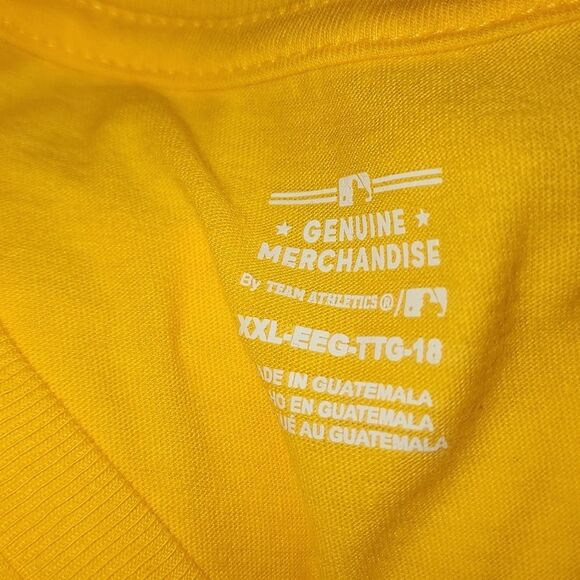 ★ GENUINE ★
MERCHANDISE
By TEAM ATHLETICS®/
XXL-EEG-TTG-18
ADE IN GUATEMALA
HO EN GUATEMALA
UÉ AU GUATEMALA